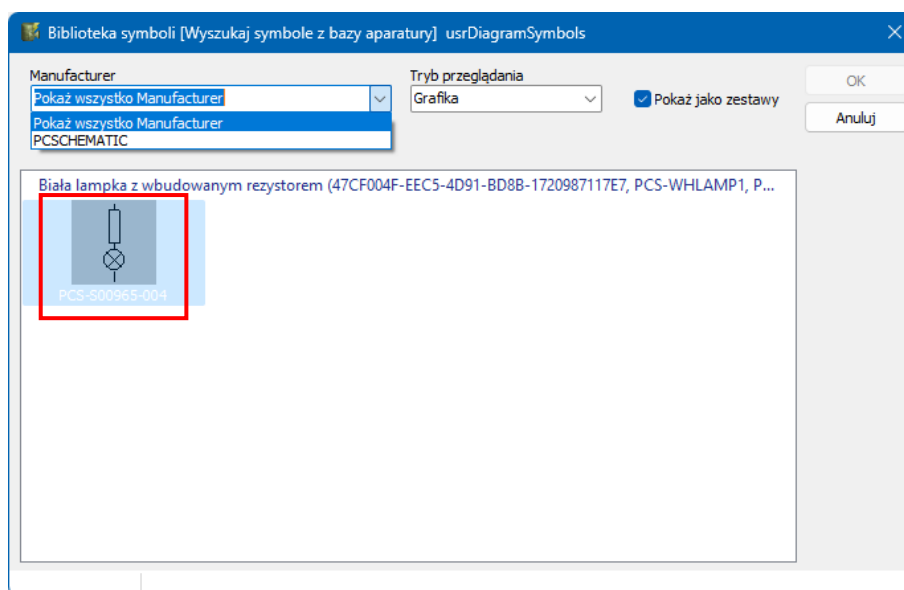 Biblioteka symboli [Wyszukaj symbole z bazy aparatury] usrDiagramSymbols
Manufacturer
Tryb przeglądania
Pokaż wszystko Manufacturer
Grafika
Pokaż jako zestawy
OK
Anuluj
Pokaż wszystko Manufacturer
PCSCHEMATIC
Biała lampka z wbudowanym rezystorem (47CF004F-EEC5-4D91-BD8B-1720987117E7, PCS-WHLAMP1, P...
PCS-S00965-004